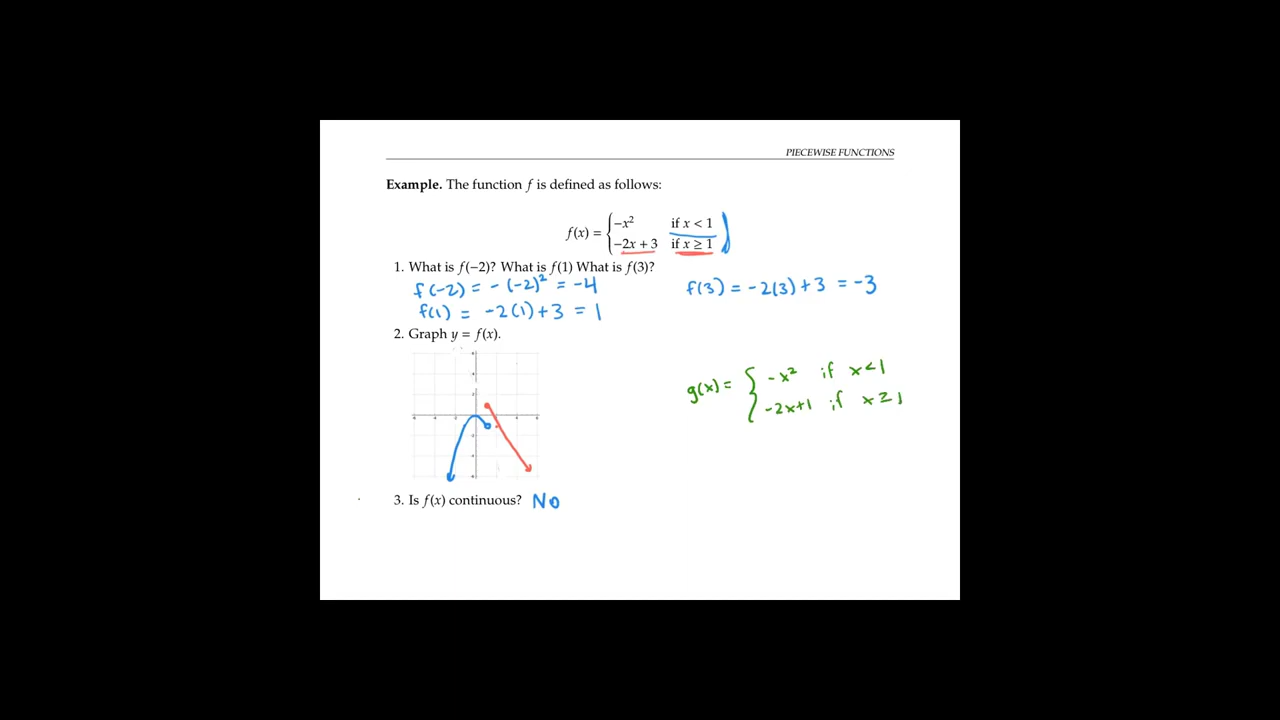 PIECEWISE FUNCTIONS
Example. The function f is defined as follows:
f(x) = { −x² if x < 1
−2x + 3 if x ≥ 1
1. What is f(−2)? What is f(1) What is f(3)?
f(-2) = -(-2)² = -4
f(3) = -2(3) + 3 = -3
f(1) = -2(1) + 3 = 1
2. Graph y = f(x).
g(x) = { -x² if x<1
-2x+1 if x≥1
3. Is f(x) continuous? No